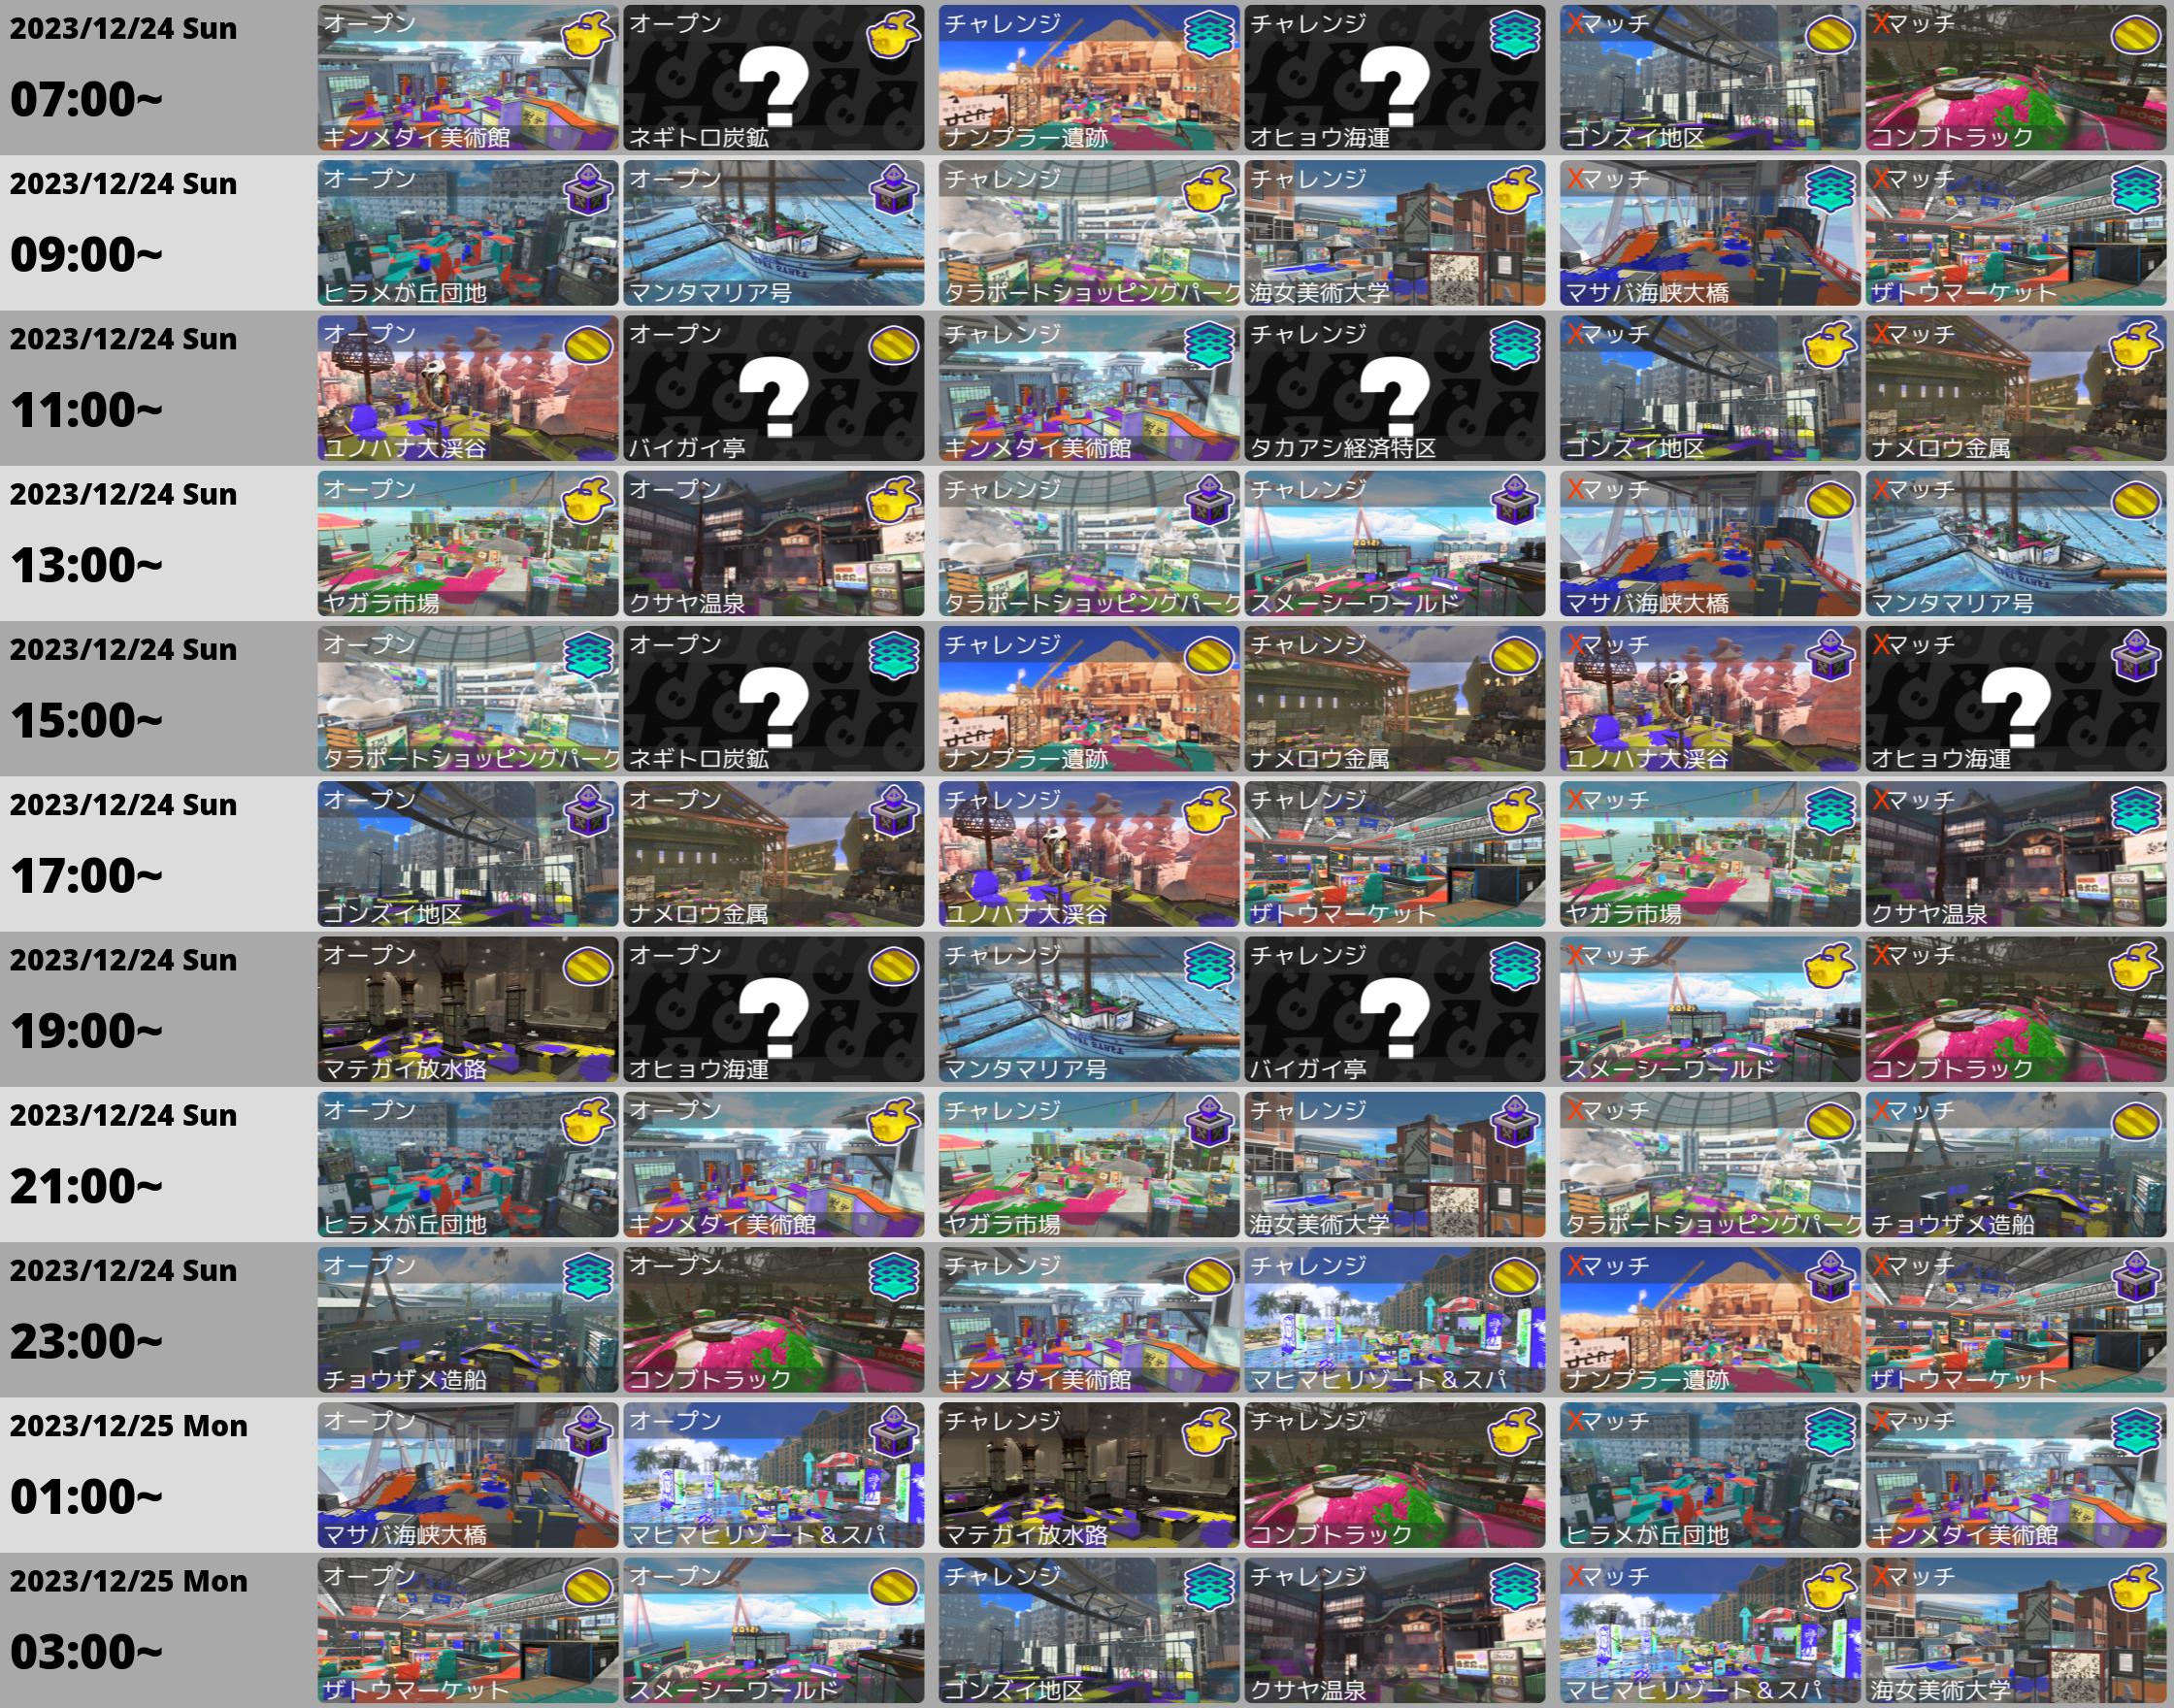 2023/12/24 Sun
07:00~
オープン
キンメダイ美術館
オープン
ネギトロ炭鉱
チャレンジ
ナンプラー遺跡
チャレンジ
オヒョウ海運
Xマッチ
ゴンズイ地区
Xマッチ
コンブトラック
2023/12/24 Sun
09:00~
オープン
ヒラメが丘団地
オープン
マンタマリア号
チャレンジ
タラポートショッピングパーク
チャレンジ
海女美術大学
Xマッチ
マサバ海峡大橋
Xマッチ
ザトウマーケット
2023/12/24 Sun
11:00~
オープン
ユノハナ大渓谷
オープン
バイガイ亭
チャレンジ
キンメダイ美術館
チャレンジ
タカアシ経済特区
Xマッチ
ゴンズイ地区
Xマッチ
ナメロウ金属
2023/12/24 Sun
13:00~
オープン
ヤガラ市場
オープン
クサヤ温泉
チャレンジ
タラポートショッピングパーク
チャレンジ
スメーシーワールド
Xマッチ
マサバ海峡大橋
Xマッチ
マンタマリア号
2023/12/24 Sun
15:00~
オープン
タラポートショッピングパーク
オープン
ネギトロ炭鉱
チャレンジ
ナンプラー遺跡
チャレンジ
ナメロウ金属
Xマッチ
ユノハナ大渓谷
Xマッチ
オヒョウ海運
2023/12/24 Sun
17:00~
オープン
ゴンズイ地区
オープン
ナメロウ金属
チャレンジ
ユノハナ大渓谷
チャレンジ
ザトウマーケット
Xマッチ
ヤガラ市場
Xマッチ
クサヤ温泉
2023/12/24 Sun
19:00~
オープン
マテガイ放水路
オープン
オヒョウ海運
チャレンジ
マンタマリア号
チャレンジ
バイガイ亭
Xマッチ
スメーシーワールド
Xマッチ
コンブトラック
2023/12/24 Sun
21:00~
オープン
ヒラメが丘団地
オープン
キンメダイ美術館
チャレンジ
ヤガラ市場
チャレンジ
海女美術大学
Xマッチ
タラポートショッピングパーク
Xマッチ
チョウザメ造船
2023/12/24 Sun
23:00~
オープン
チョウザメ造船
オープン
コンブトラック
チャレンジ
キンメダイ美術館
チャレンジ
マヒマヒリゾート&スパ
Xマッチ
ナンプラー遺跡
Xマッチ
ザトウマーケット
2023/12/25 Mon
01:00~
オープン
マサバ海峡大橋
オープン
マヒマヒリゾート&スパ
チャレンジ
マテガイ放水路
チャレンジ
コンブトラック
Xマッチ
ヒラメが丘団地
Xマッチ
キンメダイ美術館
2023/12/25 Mon
03:00~
オープン
ザトウマーケット
オープン
スメーシーワールド
チャレンジ
ゴンズイ地区
チャレンジ
クサヤ温泉
Xマッチ
マヒマヒリゾート&スパ
Xマッチ
海女美術大学